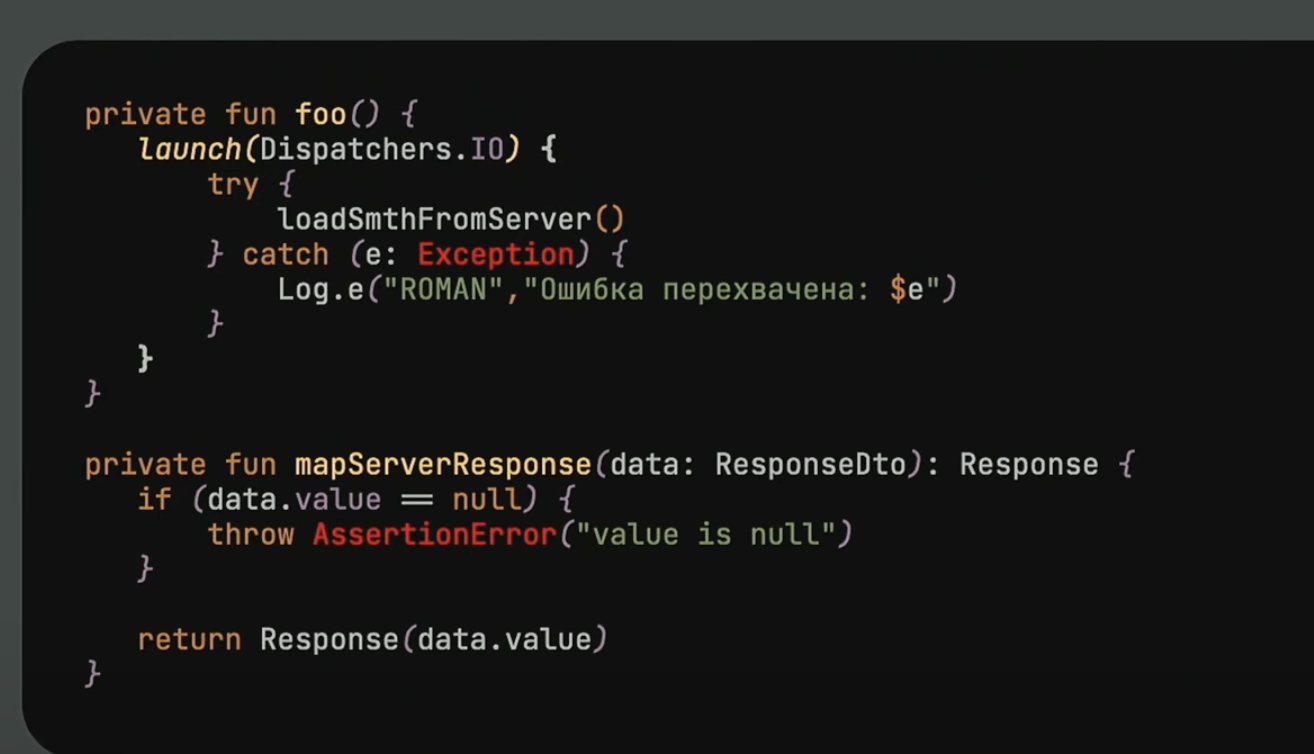 private fun foo() {
launch(Dispatchers.IO) {
try {
loadSmthFromServer()
} catch (e: Exception) {
Log.e("ROMAN","Ошибка перехвачена: $e")
}
}
}
private fun mapServerResponse(data: ResponseDto): Response {
if (data.value == null) {
throw AssertionError("value is null")
}
return Response(data.value)
}